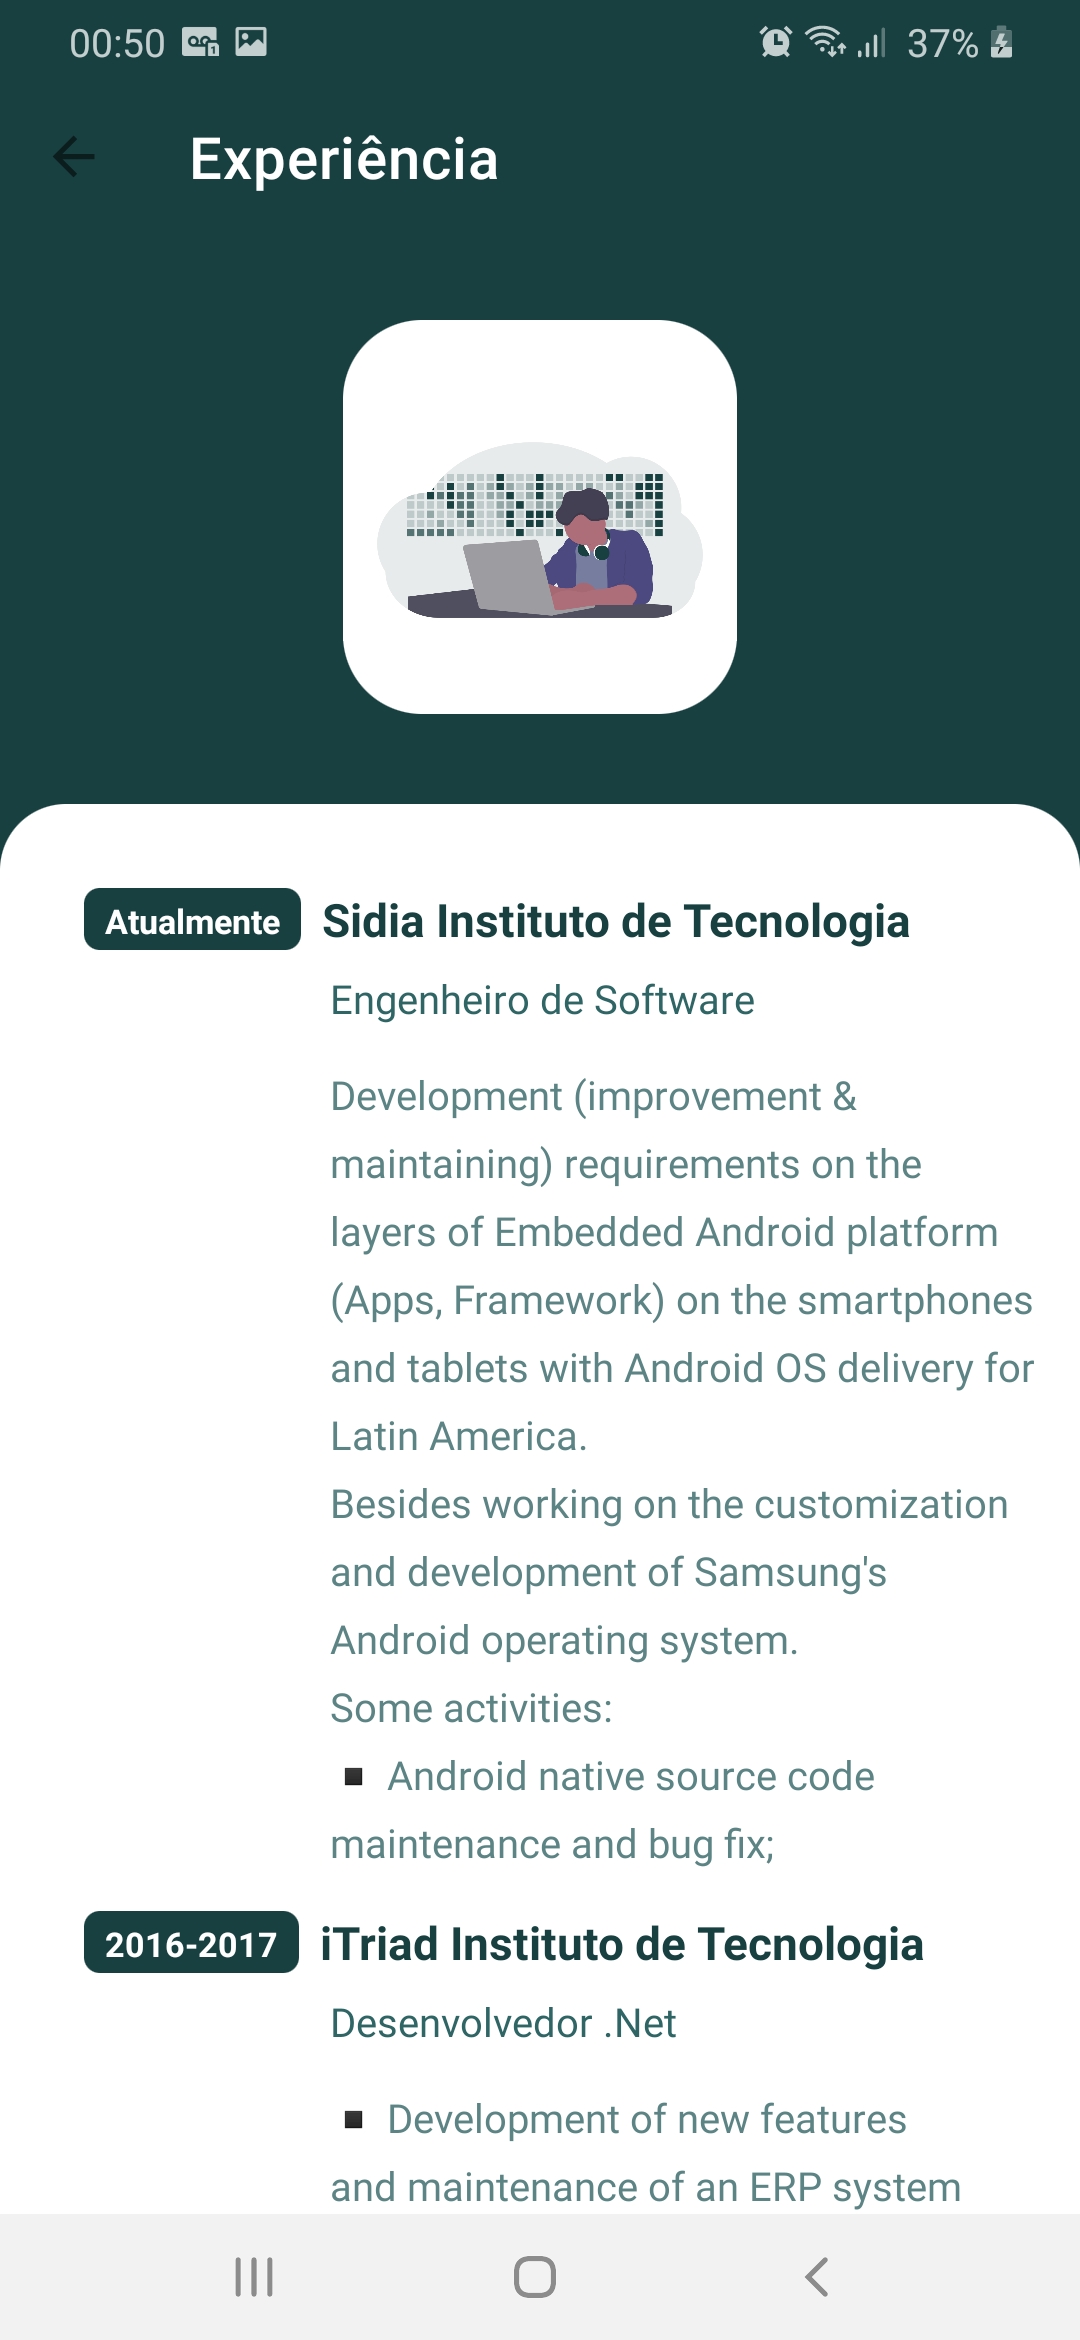 00:50
37%
Experiência
Atualmente Sidia Instituto de Tecnologia
Engenheiro de Software
Development (improvement &
maintaining) requirements on the
layers of Embedded Android platform
(Apps, Framework) on the smartphones
and tablets with Android OS delivery for
Latin America.
Besides working on the customization
and development of Samsung's
Android operating system.
Some activities:
▪ Android native source code
maintenance and bug fix;
2016-2017 iTriad Instituto de Tecnologia
Desenvolvedor .Net
▪ Development of new features
and maintenance of an ERP system